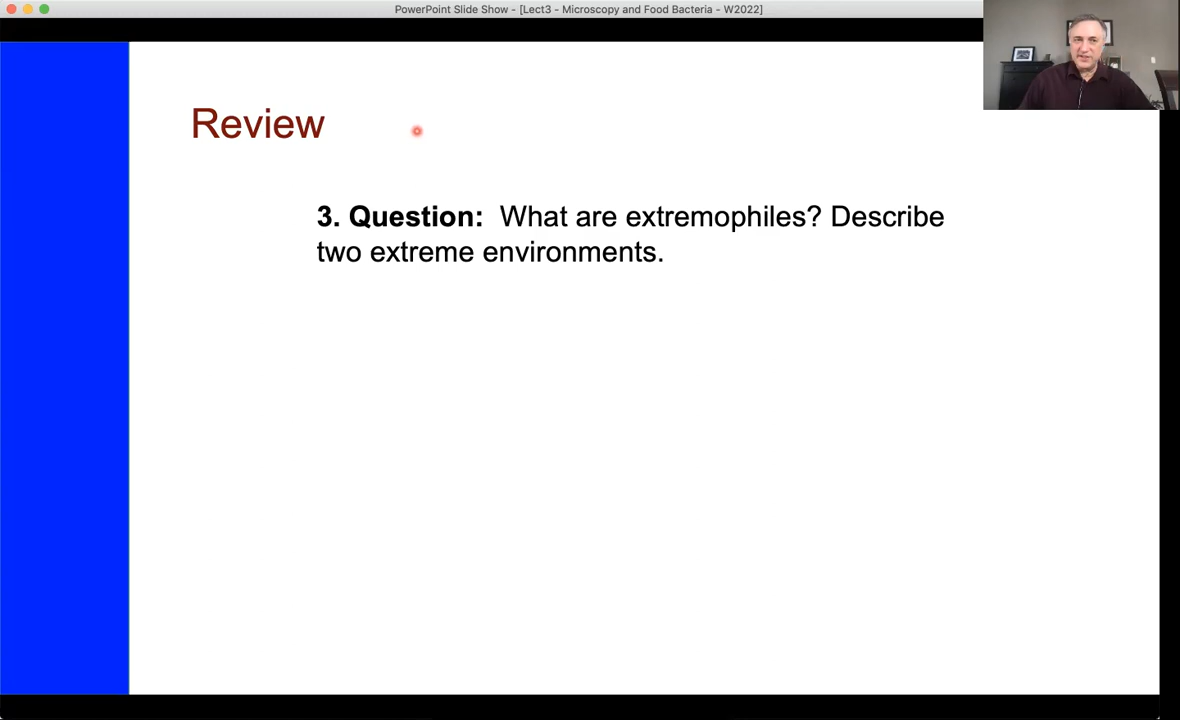 PowerPoint Slide Show - [Lect3 - Microscopy and Food Bacteria - W2022]
Review
3. Question: What are extremophiles? Describe
two extreme environments.